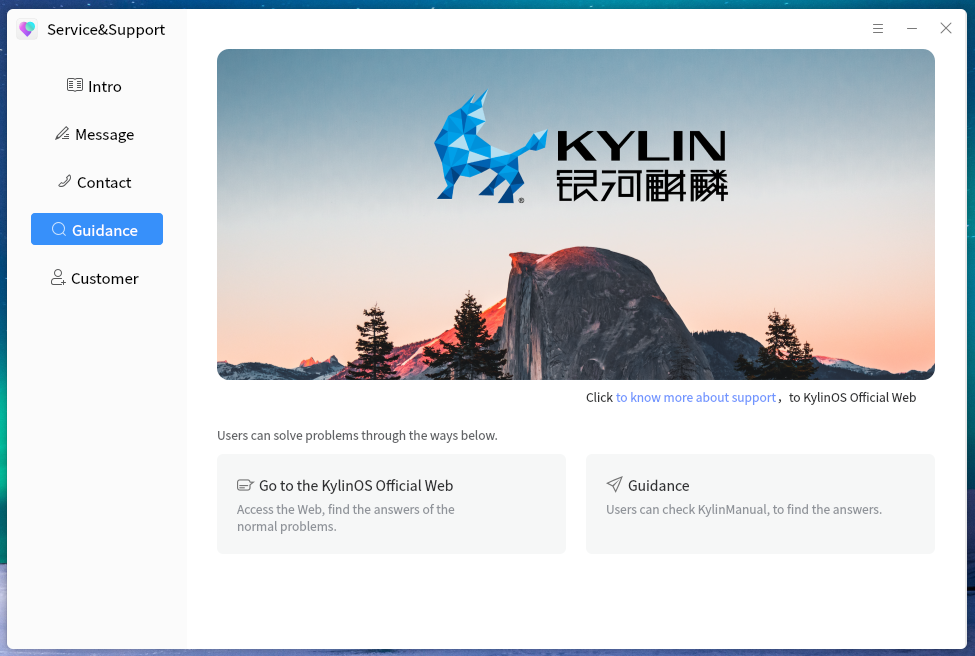 Service&Support
Intro
Message
Contact
Guidance
Customer
KYLIN
银河麒麟
®
Click to know more about support，to KylinOS Official Web
Users can solve problems through the ways below.
Go to the KylinOS Official Web
Access the Web, find the answers of the
normal problems.
Guidance
Users can check KylinManual, to find the answers.